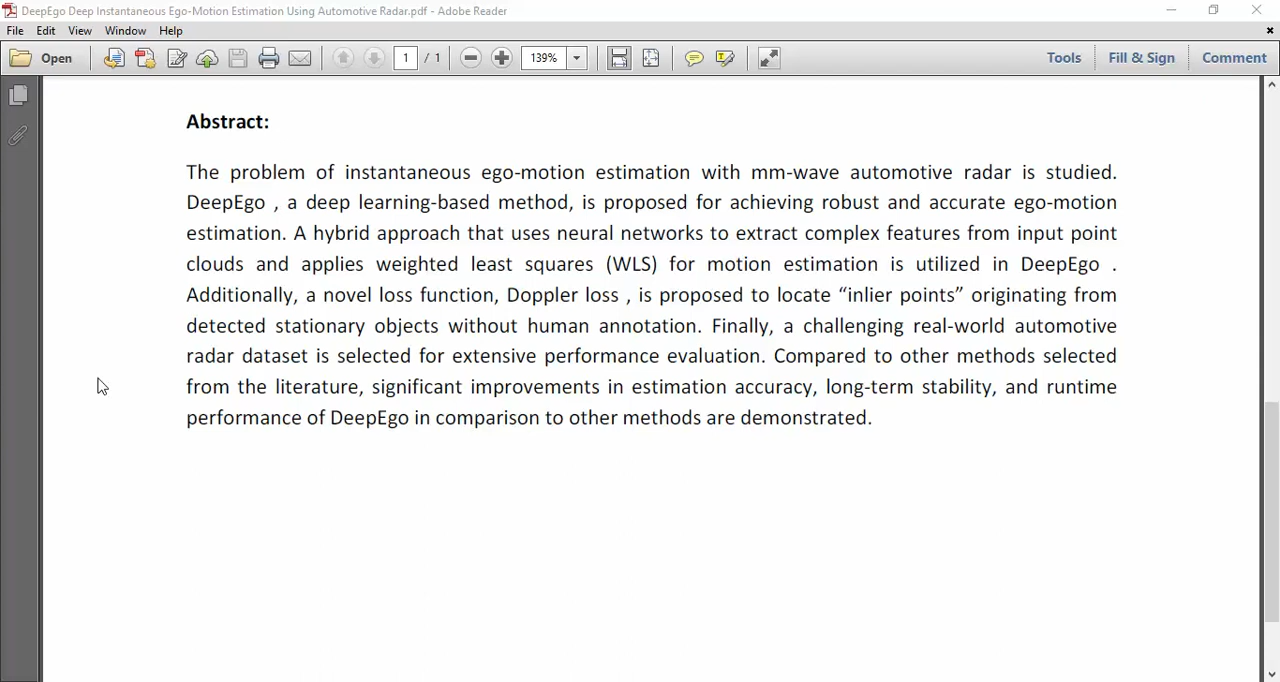 DeepEgo Deep Instantaneous Ego-Motion Estimation Using Automotive Radar.pdf - Adobe Reader
File Edit View Window Help
Open 1 / 1 139% Tools Fill & Sign Comment
Abstract:
The problem of instantaneous ego-motion estimation with mm-wave automotive radar is studied.
DeepEgo , a deep learning-based method, is proposed for achieving robust and accurate ego-motion
estimation. A hybrid approach that uses neural networks to extract complex features from input point
clouds and applies weighted least squares (WLS) for motion estimation is utilized in DeepEgo .
Additionally, a novel loss function, Doppler loss , is proposed to locate “inlier points” originating from
detected stationary objects without human annotation. Finally, a challenging real-world automotive
radar dataset is selected for extensive performance evaluation. Compared to other methods selected
from the literature, significant improvements in estimation accuracy, long-term stability, and runtime
performance of DeepEgo in comparison to other methods are demonstrated.